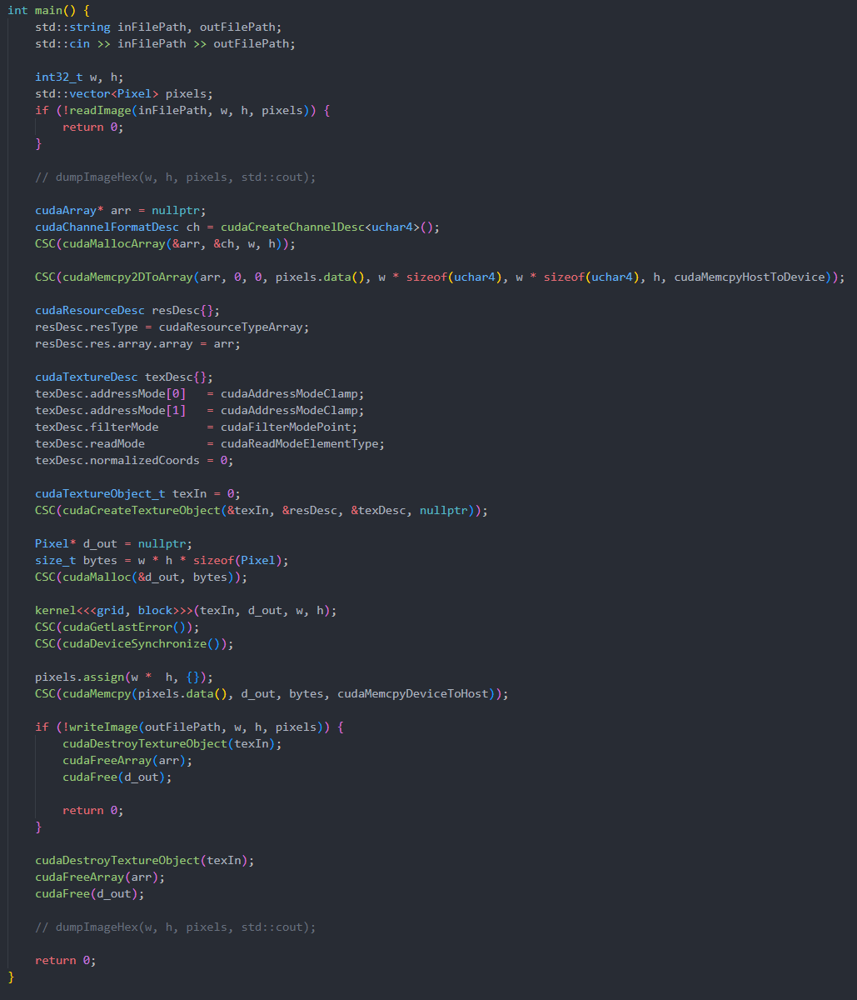 int main() {
    std::string inFilePath, outFilePath;
    std::cin >> inFilePath >> outFilePath;

    int32_t w, h;
    std::vector<Pixel> pixels;
    if (!readImage(inFilePath, w, h, pixels)) {
        return 0;
    }

    // dumpImageHex(w, h, pixels, std::cout);

    cudaArray* arr = nullptr;
    cudaChannelFormatDesc ch = cudaCreateChannelDesc<uchar4>();
    CSC(cudaMallocArray(&arr, &ch, w, h));

    CSC(cudaMemcpy2DToArray(arr, 0, 0, pixels.data(), w * sizeof(uchar4), w * sizeof(uchar4), h, cudaMemcpyHostToDevice));

    cudaResourceDesc resDesc{};
    resDesc.resType = cudaResourceTypeArray;
    resDesc.res.array.array = arr;

    cudaTextureDesc texDesc{};
    texDesc.addressMode[0]   = cudaAddressModeClamp;
    texDesc.addressMode[1]   = cudaAddressModeClamp;
    texDesc.filterMode       = cudaFilterModePoint;
    texDesc.readMode         = cudaReadModeElementType;
    texDesc.normalizedCoords = 0;

    cudaTextureObject_t texIn = 0;
    CSC(cudaCreateTextureObject(&texIn, &resDesc, &texDesc, nullptr));

    Pixel* d_out = nullptr;
    size_t bytes = w * h * sizeof(Pixel);
    CSC(cudaMalloc(&d_out, bytes));

    kernel<<<grid, block>>>(texIn, d_out, w, h);
    CSC(cudaGetLastError());
    CSC(cudaDeviceSynchronize());

    pixels.assign(w *  h, {});
    CSC(cudaMemcpy(pixels.data(), d_out, bytes, cudaMemcpyDeviceToHost));

    if (!writeImage(outFilePath, w, h, pixels)) {
        cudaDestroyTextureObject(texIn);
        cudaFreeArray(arr);
        cudaFree(d_out);

        return 0;
    }

    cudaDestroyTextureObject(texIn);
    cudaFreeArray(arr);
    cudaFree(d_out);

    // dumpImageHex(w, h, pixels, std::cout);

    return 0;
}